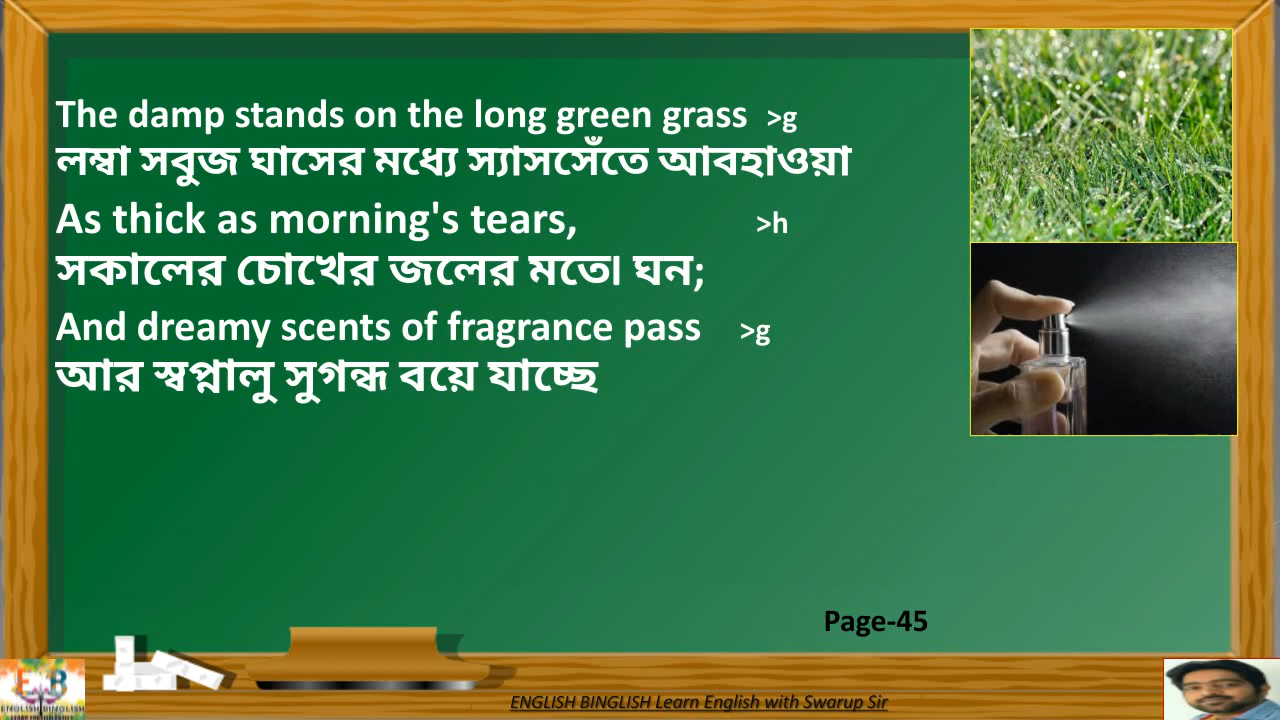 The damp stands on the long green grass >g
লম্বা সবুজ ঘাসের মধ্যে স্যাসসেঁতে আবহাওয়া
As thick as morning's tears, >h
সকালের চোখের জলের মতো ঘন;
And dreamy scents of fragrance pass >g
আর স্বপ্নালু সুগন্ধ বয়ে যাচ্ছে
Page-45
E B
ENGLISH BINGLISH
ENGLISH BINGLISH Learn English with Swarup Sir